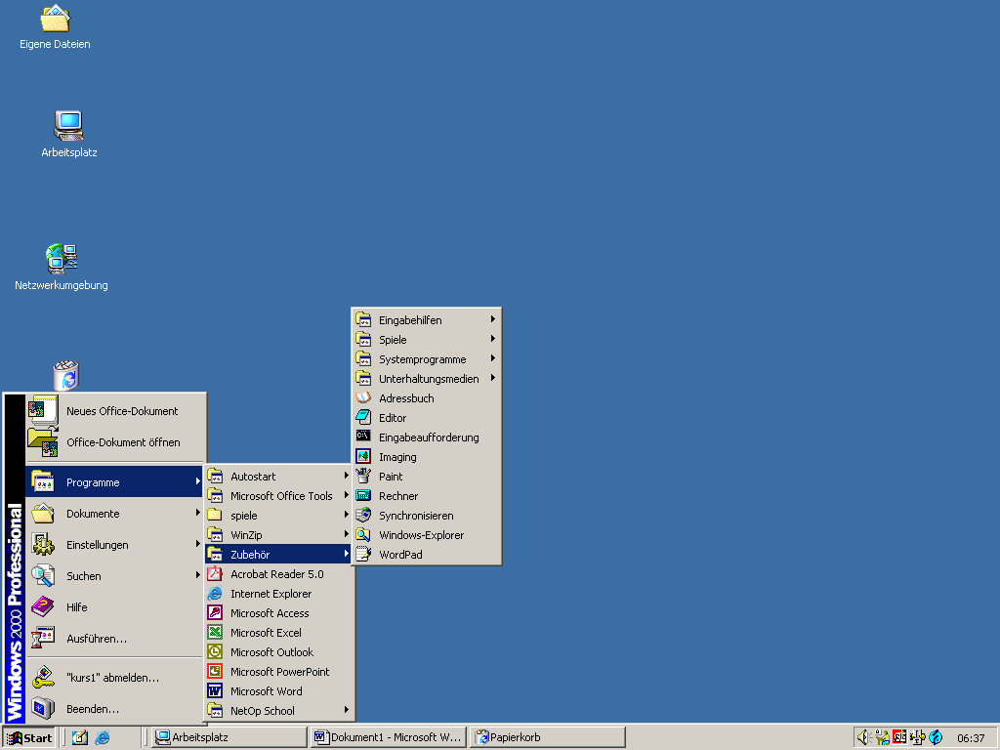 Eigene Dateien
Arbeitsplatz
Netzwerkumgebung
Neues Office-Dokument
Office-Dokument öffnen
Programme
Dokumente
Einstellungen
Suchen
Hilfe
Ausführen...
"kurs1" abmelden...
Beenden...
Windows 2000 Professional
Autostart
Microsoft Office Tools
spiele
WinZip
Zubehör
Acrobat Reader 5.0
Internet Explorer
Microsoft Access
Microsoft Excel
Microsoft Outlook
Microsoft PowerPoint
Microsoft Word
NetOp School
Eingabehilfen
Spiele
Systemprogramme
Unterhaltungsmedien
Adressbuch
Editor
Eingabeaufforderung
Imaging
Paint
Rechner
Synchronisieren
Windows-Explorer
WordPad
Start
Arbeitsplatz
Dokument1 - Microsoft W...
Papierkorb
06:37